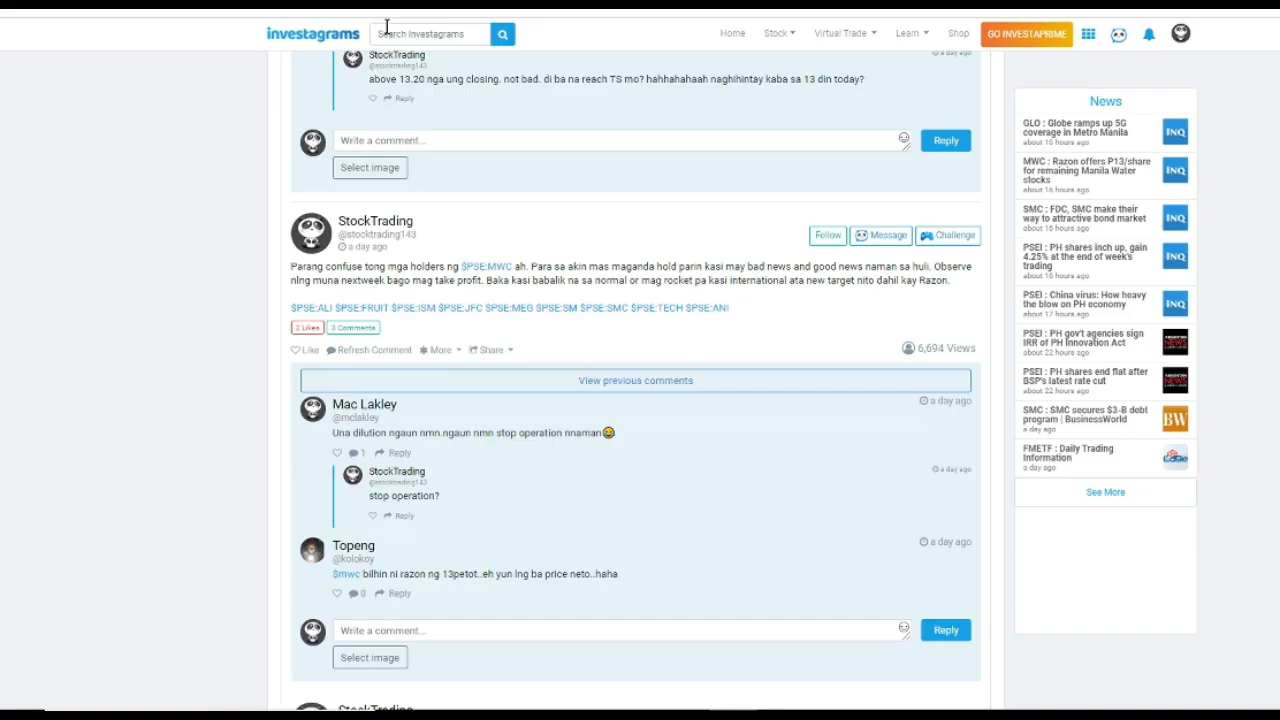 investagrams
Search Investagrams
Home
Stock
Virtual Trade
Learn
Shop
GO INVESTAPRIME
StockTrading
@stocktrading143
a day ago
above 13.20 nga ung closing. not bad. di ba na reach TS mo? hahhahahaah naghihintay kaba sa 13 din today?
Reply
Write a comment...
Reply
Select image
StockTrading
@stocktrading143
a day ago
Follow
Message
Challenge
Parang confuse tong mga holders ng $PSE:MWC ah. Para sa akin mas maganda hold parin kasi may bad news and good news naman sa huli. Observe
nlng muna nextweek bago mag take profit. Baka kasi babalik na sa normal or mag rocket pa kasi international ata new target nito dahil kay Razon.
$PSE:ALI $PSE:FRUIT $PSE:ISM $PSE:JFC $PSE:MEG $PSE:SM $PSE:SMC $PSE:TECH $PSE:ANI
2 Likes
3 Comments
Like
Refresh Comment
More
Share
6,694 Views
View previous comments
Mac Lakley
a day ago
@mclakley
Una dilution ngaun nmn.ngaun nmn stop operation nnaman😂
1
Reply
StockTrading
a day ago
@stocktrading143
stop operation?
Reply
Topeng
a day ago
@kolokoy
$mwc bilhin ni razon ng 13petot..eh yun lng ba price neto..haha
0
Reply
Write a comment...
Reply
Select image
StockTrading
News
GLO : Globe ramps up 5G
coverage in Metro Manila
about 15 hours ago
INQ
MWC : Razon offers P13/share
for remaining Manila Water
stocks
about 16 hours ago
INQ
SMC : FDC, SMC make their
way to attractive bond market
about 16 hours ago
INQ
PSEI : PH shares inch up, gain
4.25% at the end of week's
trading
about 16 hours ago
INQ
PSEI : China virus: How heavy
the blow on PH economy
about 17 hours ago
INQ
PSEI : PH gov't agencies sign
IRR of PH Innovation Act
about 22 hours ago
NEWS
PSEI : PH shares end flat after
BSP's latest rate cut
about 22 hours ago
NEWS
SMC : SMC secures $3-B debt
program | BusinessWorld
a day ago
BW
FMETF : Daily Trading
Information
a day ago
EDGE
See More